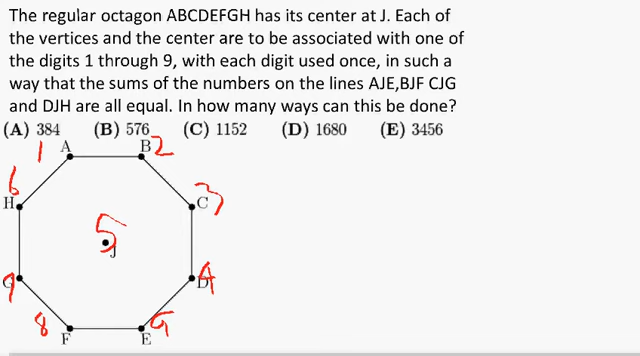 The regular octagon ABCDEFGH has its center at J. Each of
the vertices and the center are to be associated with one of
the digits 1 through 9, with each digit used once, in such a
way that the sums of the numbers on the lines AJE,BJF CJG
and DJH are all equal. In how many ways can this be done?
(A) 384 (B) 576 (C) 1152 (D) 1680 (E) 3456
1 A B 2
6
H 3
C
5
J
G D 4
8 F E